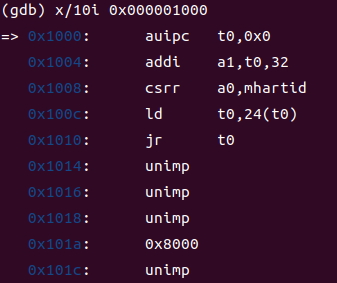 (gdb) x/10i 0x000001000
=> 0x1000: auipc t0,0x0
0x1004: addi a1,t0,32
0x1008: csrr a0,mhartid
0x100c: ld t0,24(t0)
0x1010: jr t0
0x1014: unimp
0x1016: unimp
0x1018: unimp
0x101a: 0x8000
0x101c: unimp